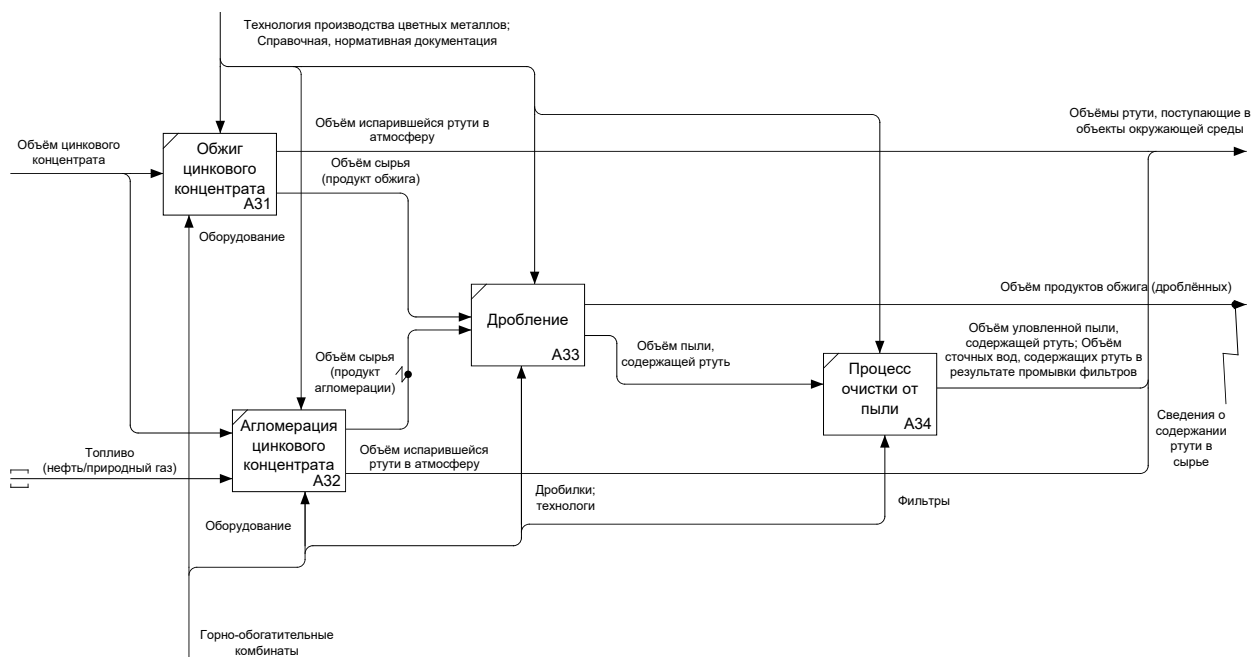 Технология производства цветных металлов;
Справочная, нормативная документация
Объём цинкового
концентрата
Обжиг
цинкового
концентрата
A31
Объём испарившейся ртути в
атмосферу
Объём сырья
(продукт обжига)
Объёмы ртути, поступающие в
объекты окружающей среды
Оборудование
Дробление
A33
Объём продуктов обжига (дроблённых)
Объём пыли,
содержащей ртуть
Объём уловленной пыли,
содержащей ртуть; Объём
сточных вод, содержащих ртуть в
результате промывки фильтров
Объём сырья
(продукт
агломерации)
Процесс
очистки от
пыли
A34
Сведения о
содержании
ртути в
сырье
Агломерация
цинкового
концентрата
A32
Топливо
(нефть/природный газ)
Объём испарившейся
ртути в атмосферу
Оборудование
Дробилки;
технологи
Фильтры
Горно-обогатительные
комбинаты